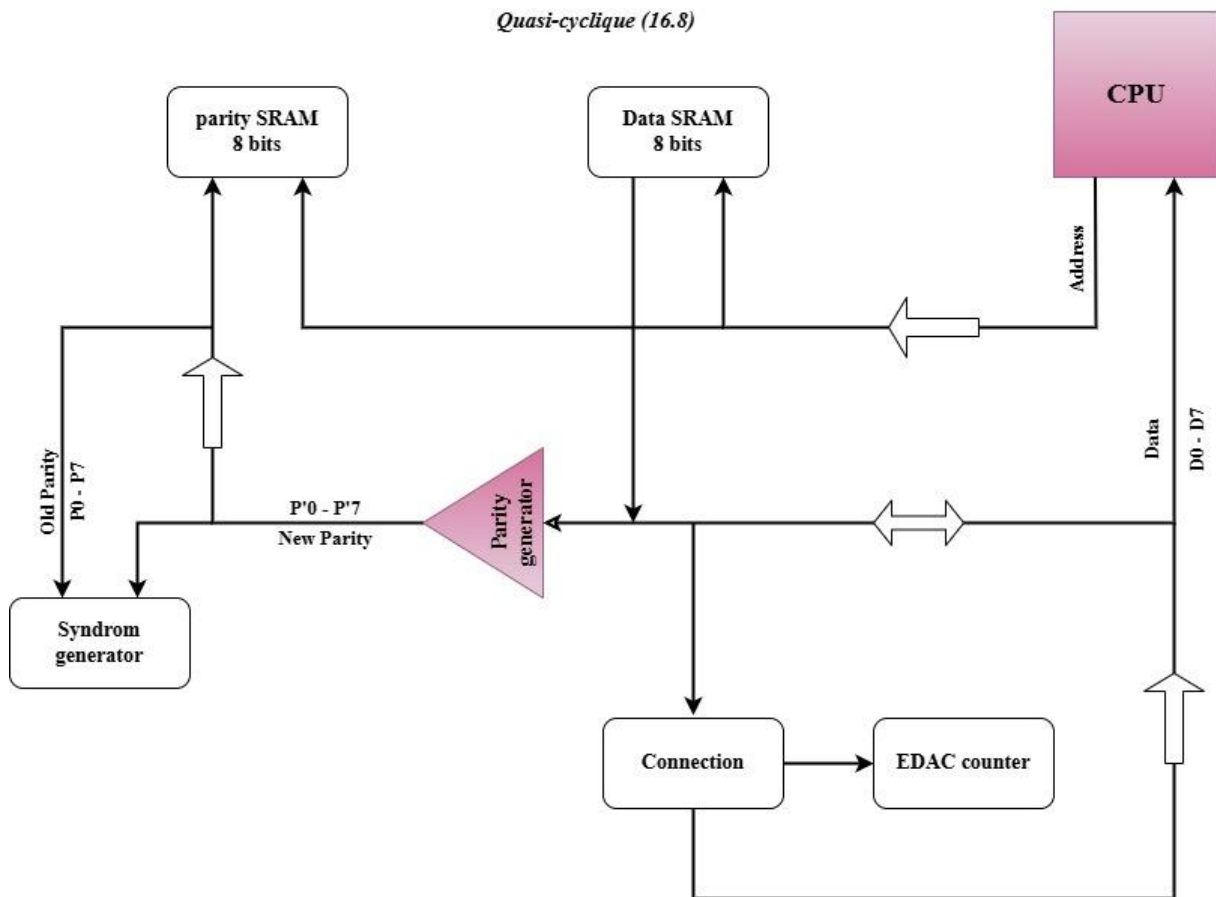 Quasi-cyclique (16.8)
CPU
parity SRAM
8 bits
Data SRAM
8 bits
Address
Old Parity
P0 - P7
P'0 - P'7
New Parity
Parity
generator
Data
D0 - D7
Syndrom
generator
Connection
EDAC counter